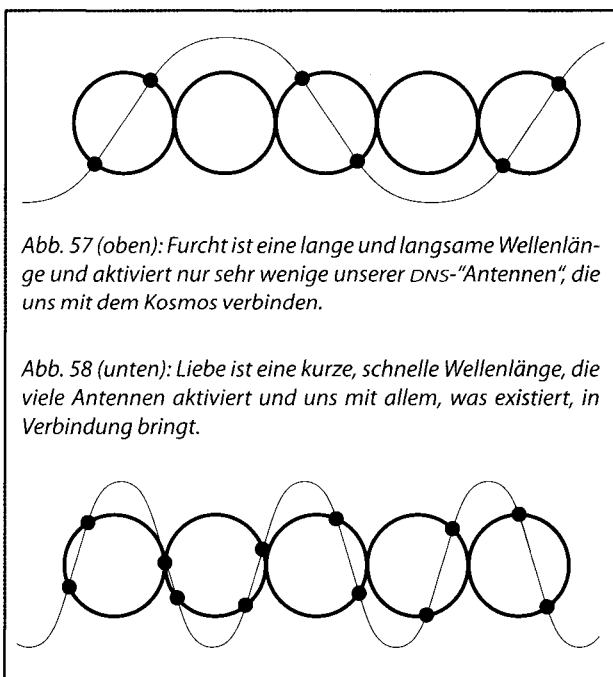 Abb. 57 (oben): Furcht ist eine lange und langsame Wellenlän-
ge und aktiviert nur sehr wenige unserer DNS-"Antennen", die
uns mit dem Kosmos verbinden.
Abb. 58 (unten): Liebe ist eine kurze, schnelle Wellenlänge, die
viele Antennen aktiviert und uns mit allem, was existiert, in
Verbindung bringt.